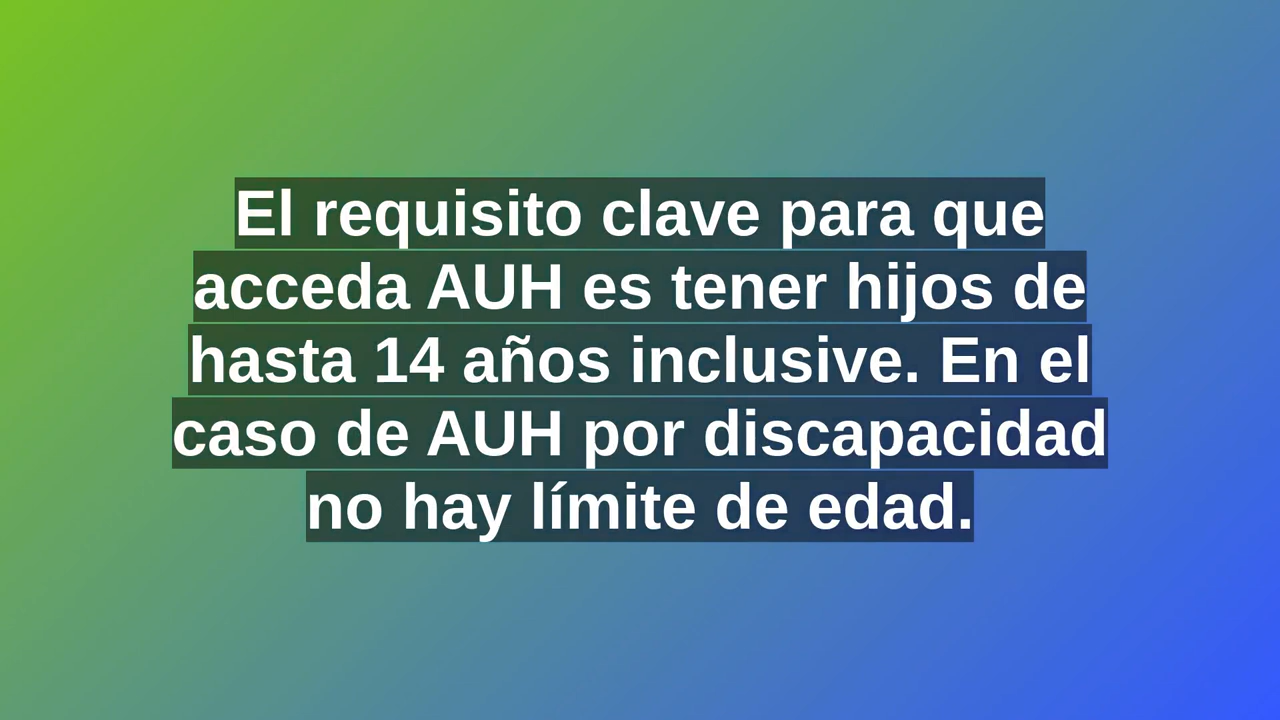 El requisito clave para que
acceda AUH es tener hijos de
hasta 14 años inclusive. En el
caso de AUH por discapacidad
no hay límite de edad.